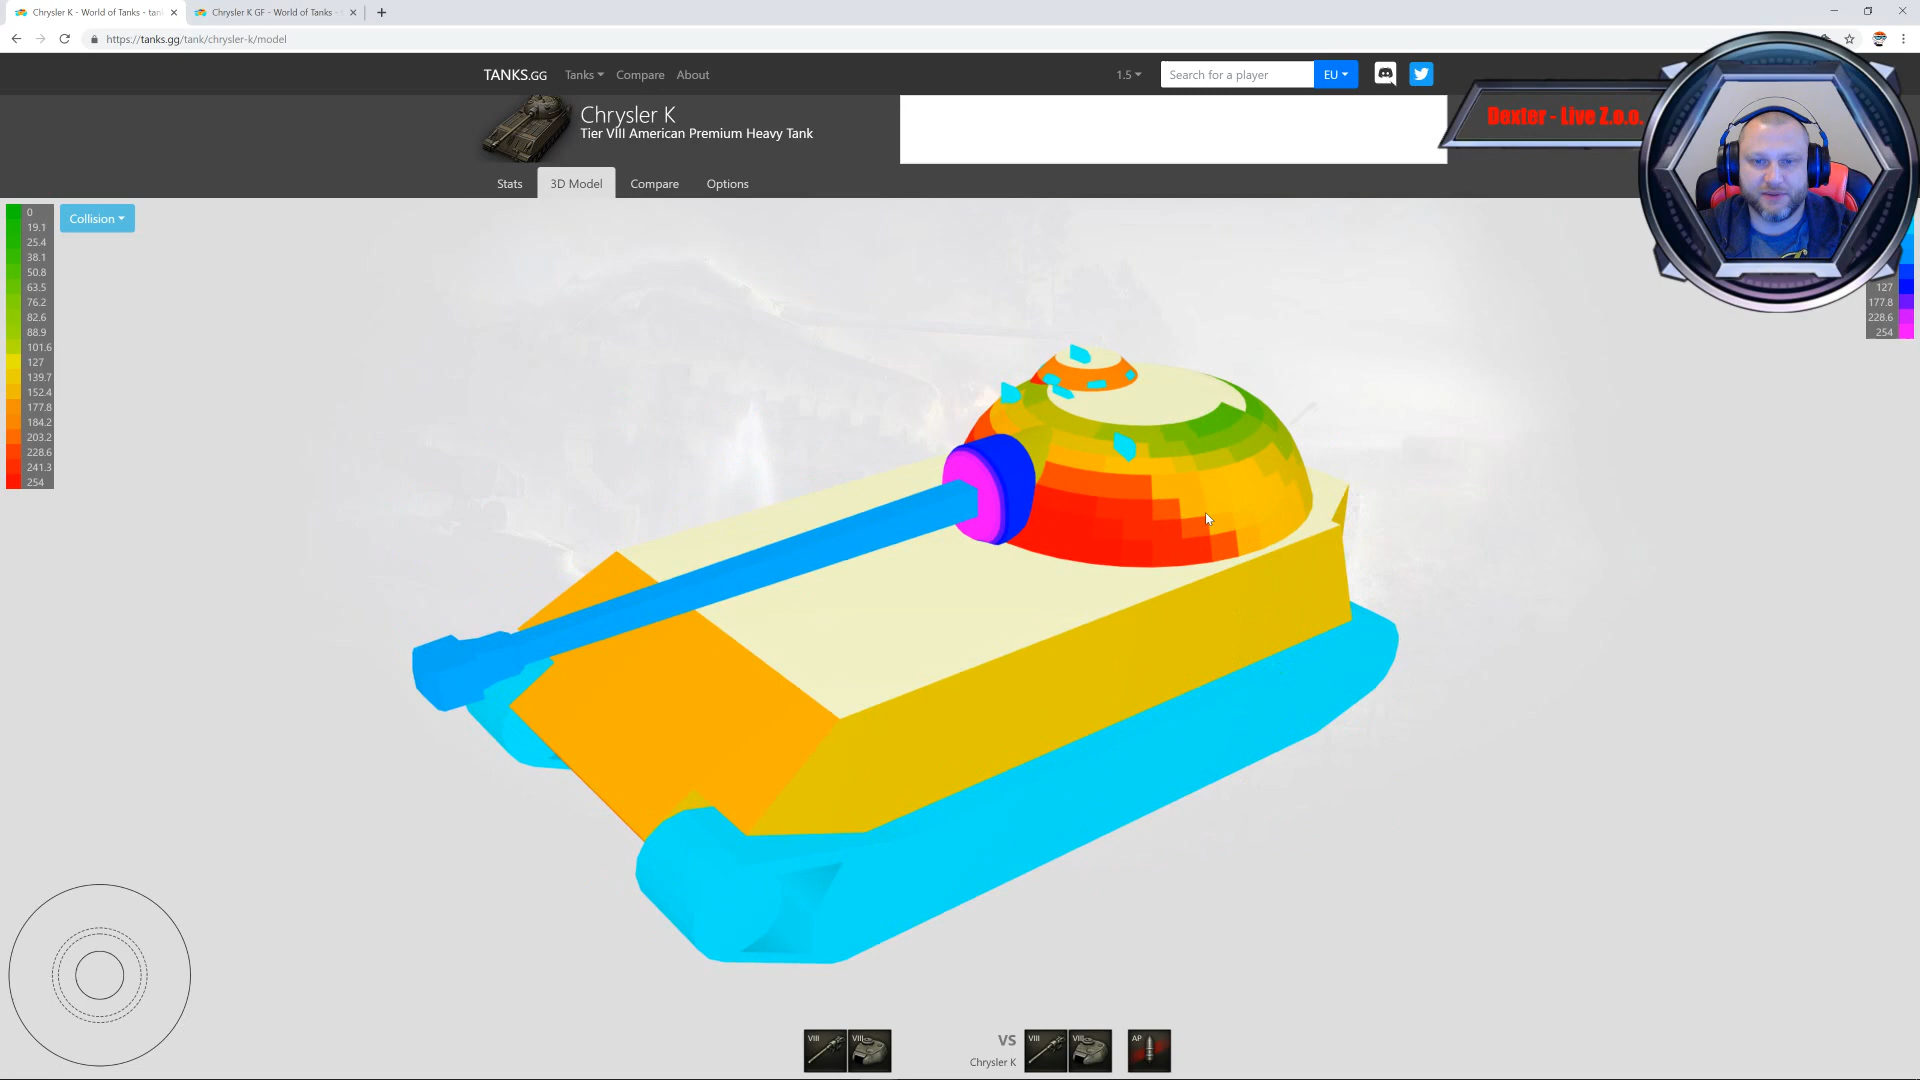 Chrysler K - World of Tanks - tan
Chrysler K GF - World of Tanks -
https://tanks.gg/tank/chrysler-k/model
TANKS.GG
Tanks
Compare
About
1.5
Search for a player
EU
Chrysler K
Tier VIII American Premium Heavy Tank
Dexter - Live Z.o.o.
Stats
3D Model
Compare
Options
Collision
0
19.1
25.4
38.1
50.8
63.5
76.2
82.6
88.9
101.6
127
139.7
152.4
177.8
184.2
203.2
228.6
241.3
254
127
177.8
228.6
254
VIII
VIII
VS
Chrysler K
VIII
VIII
AP